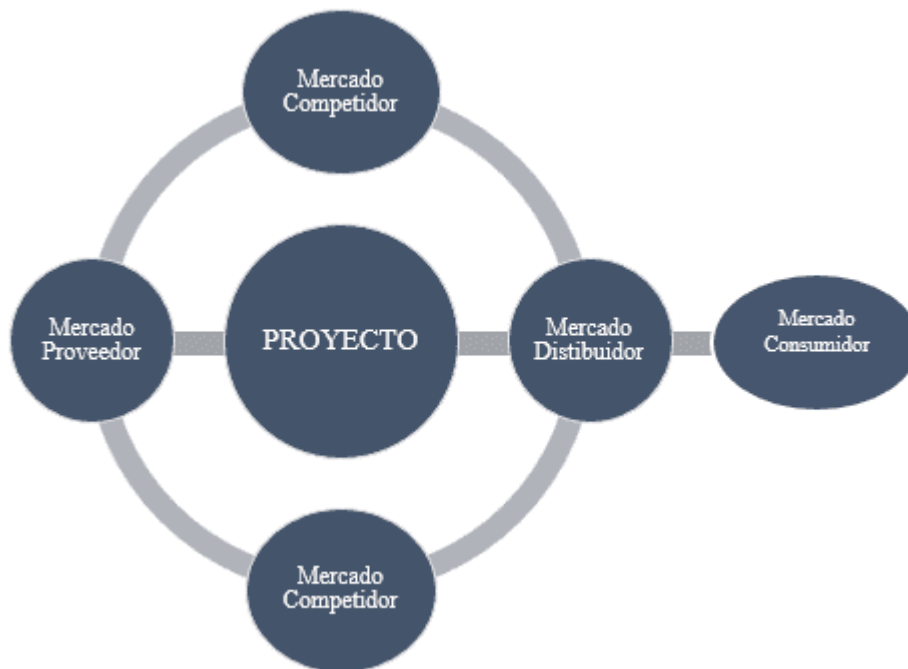 Mercado
Competidor
Mercado
Proveedor
PROYECTO
Mercado
Distibuidor
Mercado
Consumidor
Mercado
Competidor